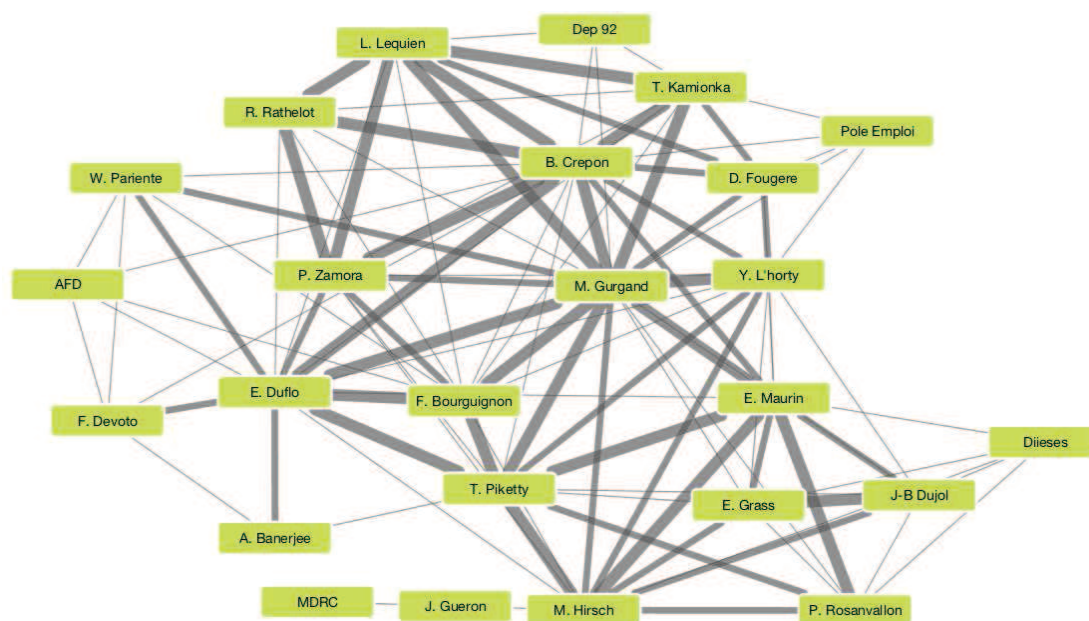 Dep 92
L. Lequien
T. Kamionka
R. Rathelot
Pole Emploi
B. Crepon
W. Pariente
D. Fougere
AFD
P. Zamora
M. Gurgand
Y. L'horty
E. Duflo
F. Bourguignon
E. Maurin
F. Devoto
Diieses
T. Piketty
E. Grass
J-B Dujol
A. Banerjee
MDRC
J. Gueron
M. Hirsch
P. Rosanvallon